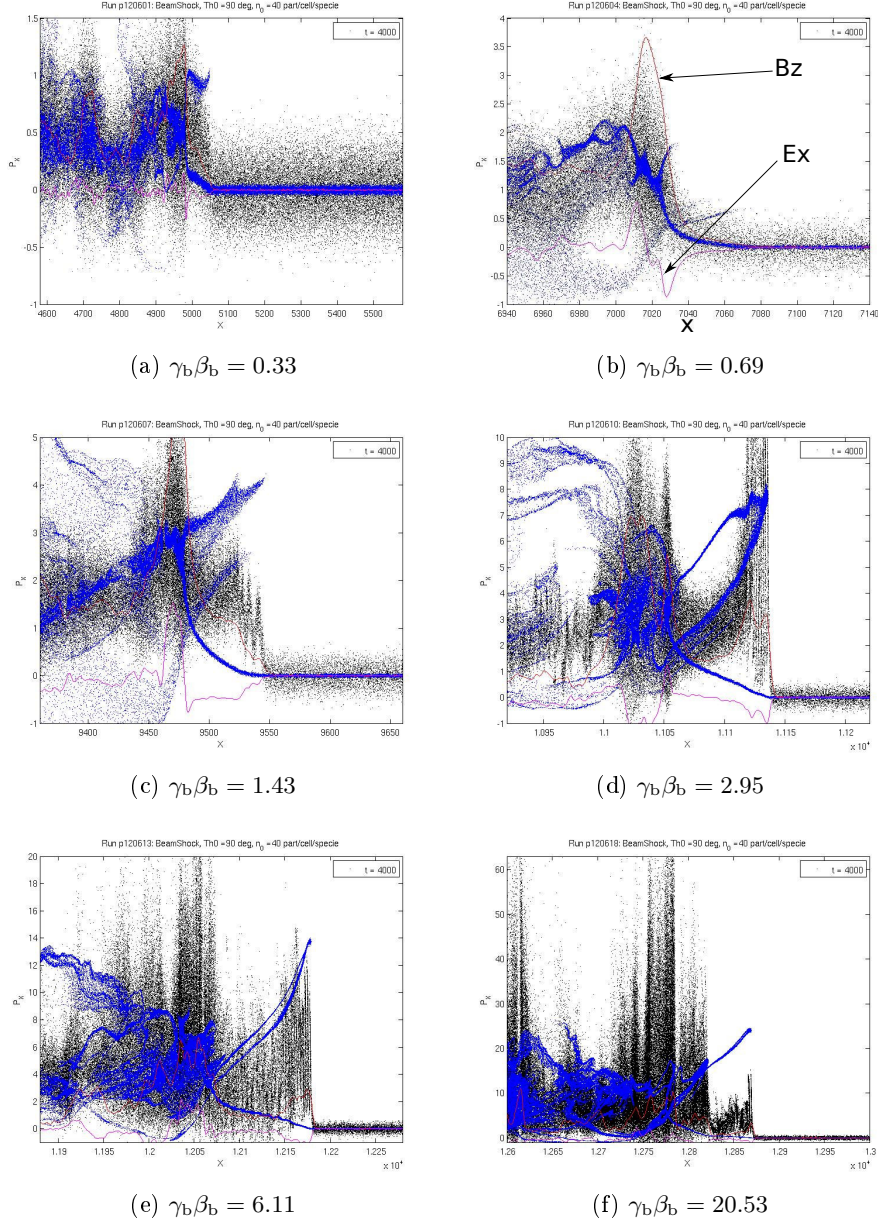 Run p120601: BeamShock, Th0 =90 deg, n0 =40 part/cell/specie
t = 4000
1.5
1
0.5
0
-0.5
-1
Px
4600 4700 4800 4900 5000 5100 5200 5300 5400 5500
X
(a) γbβb = 0.33
Run p120604: BeamShock, Th0 =90 deg, n0 =40 part/cell/specie
t = 4000
4
3.5
3
2.5
2
1.5
1
0.5
0
-0.5
-1
Px
Bz
Ex
6940 6960 6980 7000 7020 7040 7060 7080 7100 7120 7140
X
(b) γbβb = 0.69
Run p120607: BeamShock, Th0 =90 deg, n0 =40 part/cell/specie
t = 4000
5
4
3
2
1
0
-1
Px
9400 9450 9500 9550 9600 9650
X
(c) γbβb = 1.43
Run p120610: BeamShock, Th0 =90 deg, n0 =40 part/cell/specie
t = 4000
10
9
8
7
6
5
4
3
2
1
0
-1
Px
1.095 1.1 1.105 1.11 1.115 1.12
X
x 10^4
(d) γbβb = 2.95
Run p120613: BeamShock, Th0 =90 deg, n0 =40 part/cell/specie
t = 4000
20
18
16
14
12
10
8
6
4
2
0
Px
1.19 1.195 1.2 1.205 1.21 1.215 1.22 1.225
X
x 10^4
(e) γbβb = 6.11
Run p120618: BeamShock, Th0 =90 deg, n0 =40 part/cell/specie
t = 4000
60
50
40
30
20
10
0
Px
1.26 1.265 1.27 1.275 1.28 1.285 1.29 1.295 1.3
X
x 10^4
(f) γbβb = 20.53